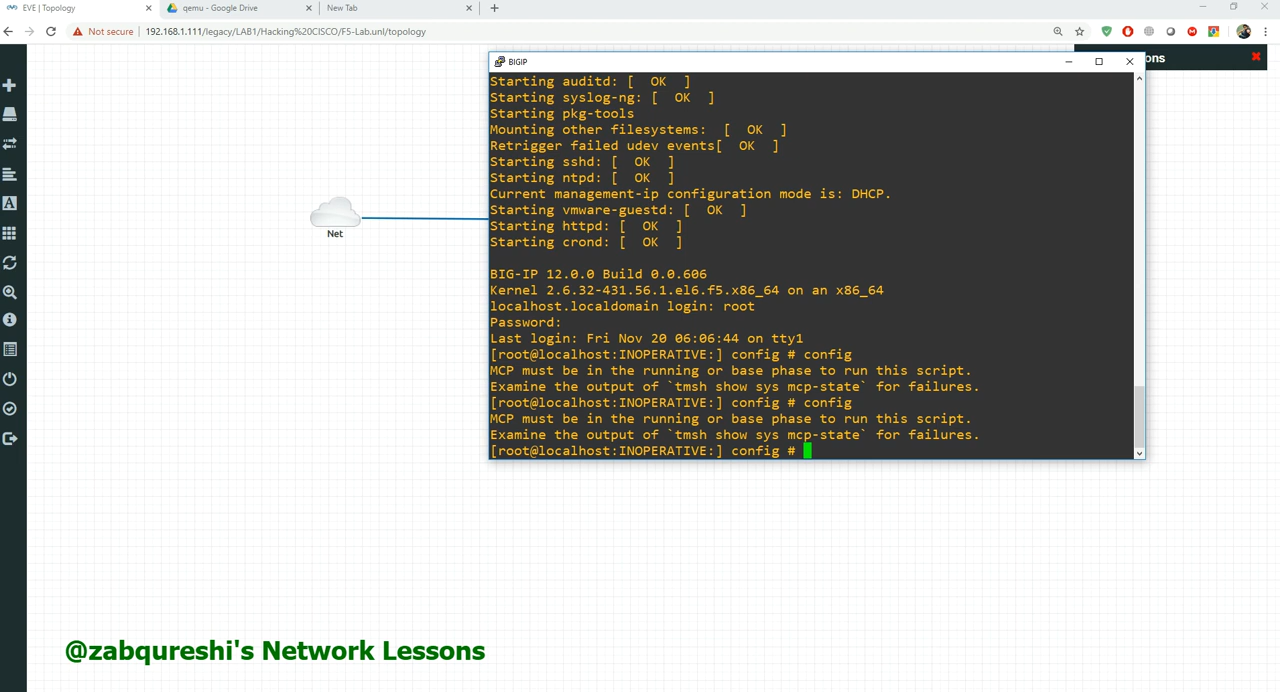 EVE | Topology
qemu - Google Drive
New Tab
Not secure
192.168.1.111/legacy/LAB1/Hacking%20CISCO/F5-Lab.unl/topology
ons
BIGIP
Starting auditd: [  OK  ]
Starting syslog-ng: [  OK  ]
Starting pkg-tools
Mounting other filesystems:  [  OK  ]
Retrigger failed udev events[  OK  ]
Starting sshd: [  OK  ]
Starting ntpd: [  OK  ]
Current management-ip configuration mode is: DHCP.
Starting vmware-guestd: [  OK  ]
Starting httpd: [  OK  ]
Starting crond: [  OK  ]
BIG-IP 12.0.0 Build 0.0.606
Kernel 2.6.32-431.56.1.el6.f5.x86_64 on an x86_64
localhost.localdomain login: root
Password:
Last login: Fri Nov 20 06:06:44 on tty1
[root@localhost:INOPERATIVE:] config # config
MCP must be in the running or base phase to run this script.
Examine the output of `tmsh show sys mcp-state` for failures.
[root@localhost:INOPERATIVE:] config # config
MCP must be in the running or base phase to run this script.
Examine the output of `tmsh show sys mcp-state` for failures.
[root@localhost:INOPERATIVE:] config #
Net
@zabqureshi's Network Lessons